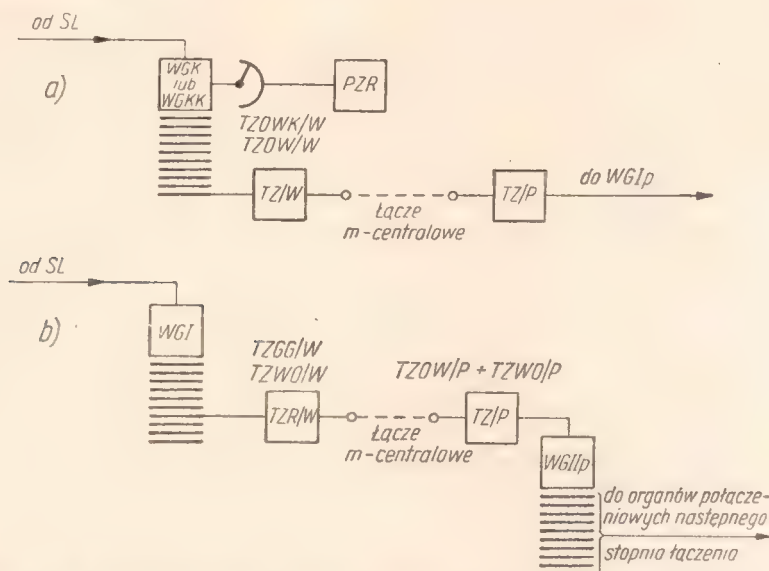 od SL
a)
WGK
lub
WGKK
PZR
TZOWK/W
TZOW/W
TZ/W
TZ/P
do WGIp
Łącze
m-centralowe
od SL
b)
WGI
TZGG/W
TZWO/W
TZOW/P + TZWO/P
TZR/W
TZ/P
Łącze
m-centralowe
WGIIp
do organów połącze-
niowych następnego
stopnia łączenia